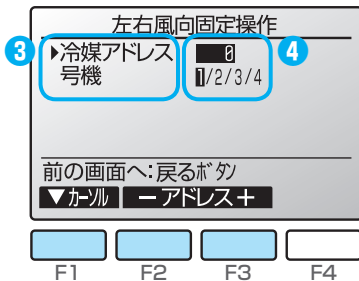 左右風向固定操作
3 ▶冷媒アドレス 0 4
号機 1/2/3/4
前の画面へ:戻るボタン
▼カーソル −アドレス+
F1 F2 F3 F4